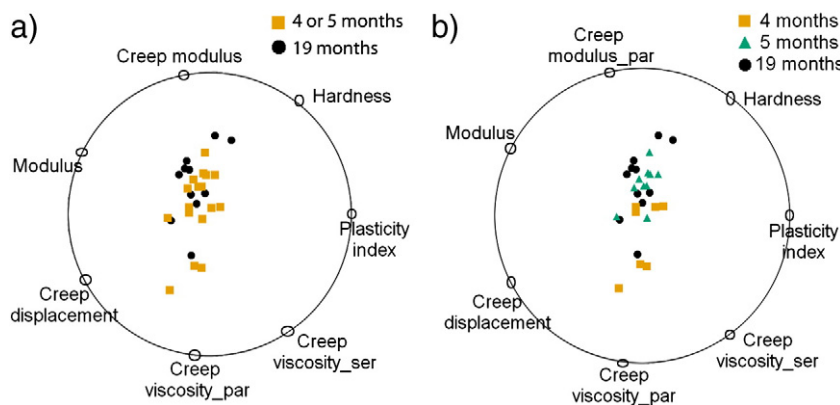 a)
4 or 5 months
19 months
Creep modulus
Hardness
Modulus
Plasticity
index
Creep
displacement
Creep
viscosity_ser
Creep
viscosity_par
b)
4 months
5 months
19 months
Creep
modulus_par
Hardness
Modulus
Plasticity
index
Creep
displacement
Creep
viscosity_ser
Creep
viscosity_par